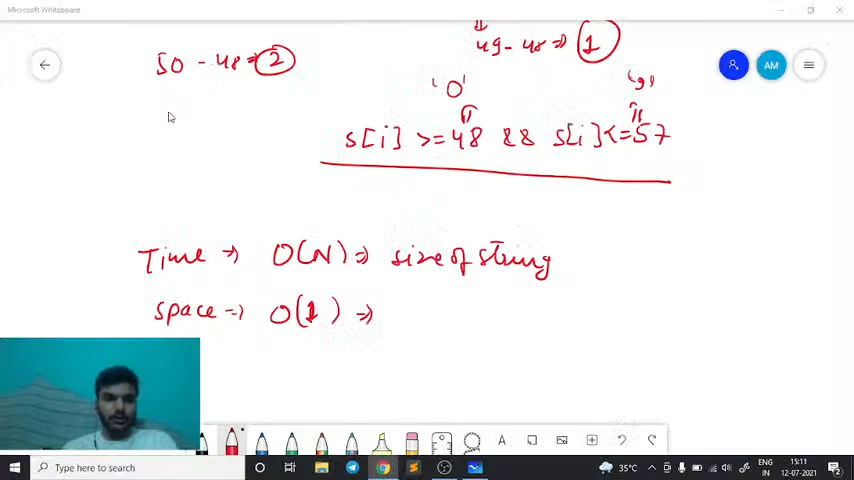 Microsoft Whiteboard
AM
50 - 48 => 2
49 - 48 => 1
'0'
'9'
s[i] >= 48 && s[i] <= 57
Time => O(N) => size of string
space => O(1) =>
A
Type here to search
35°C
ENG
IN
15:11
12-07-2021
2